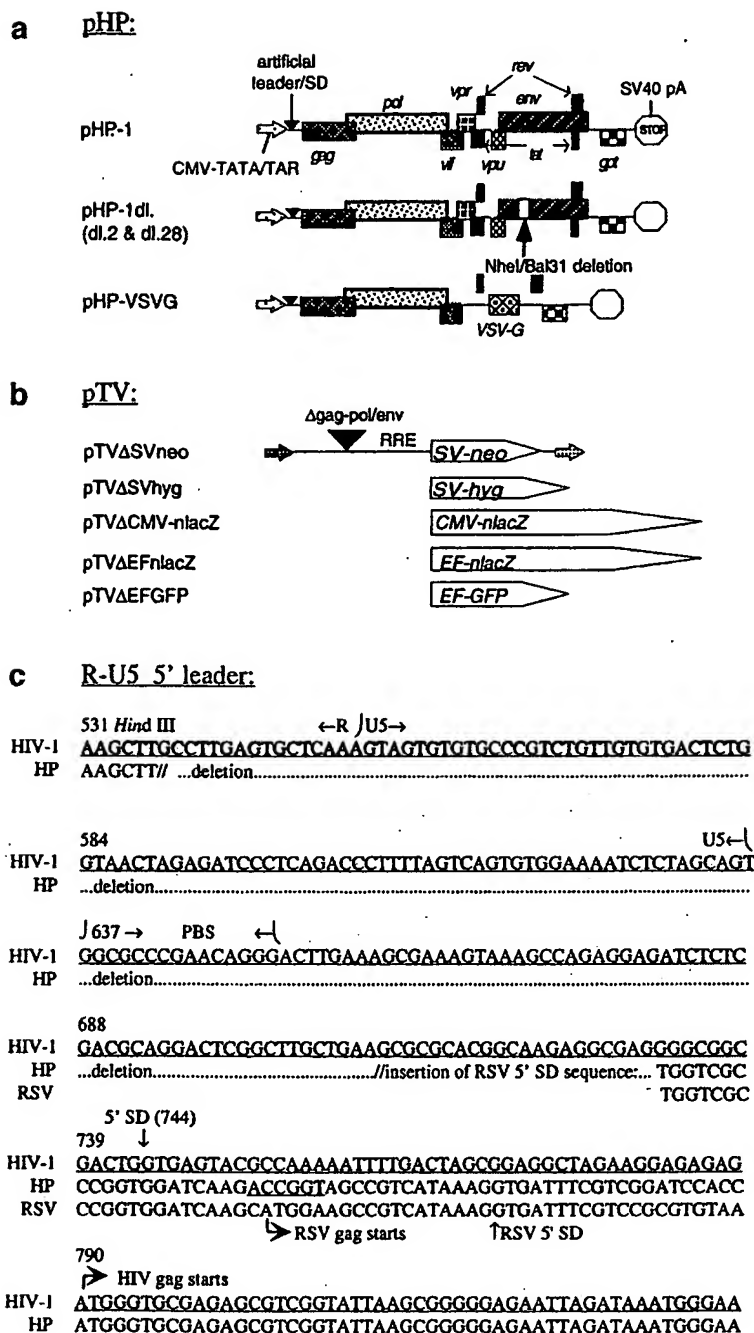 a pHP:
artificial leader/SD
pol
vpr
rev
env
SV40 pA
pHP-1
STOP
CMV-TATA/TAR
gag
vif
vpu
tat
gpt
pHP-1dl.
(dl.2 & dl.28)
NheI/Bal31 deletion
pHP-VSVG
VSV-G
b pTV:
Δgag-pol/env
RRE
pTVΔSVneo SV-neo
pTVΔSVhyg SV-hyg
pTVΔCMV-nlacZ CMV-nlacZ
pTVΔEFnlacZ EF-nlacZ
pTVΔEFGFP EF-GFP
c R-U5 5' leader:
531 Hind III ←R U5→
HIV-1 AAGCTTGCCTTGAGTGCTCAAAGTAGTGTGTGCCCGTCTGTTGTGTGACTCTG
HP AAGCTT// ...deletion...
584 U5←
HIV-1 GTAACTAGAGATCCCTCAGACCCTTTTAGTCAGTGTGGAAAATCTCTAGCAGT
HP ...deletion...
637→ PBS ←
HIV-1 GGCGCCCGAACAGGGACTTGAAAGCGAAAGTAAAGCCAGAGGAGATCTCTC
HP ...deletion...
688
HIV-1 GACGCAGGACTCGGCTTGCTGAAGCGCGCACGGCAAGAGGCGAGGGGCGGC
HP ...deletion...//insertion of RSV 5' SD sequence:... TGGTCGC
RSV TGGTCGC
5' SD (744)
739 ↓
HIV-1 GACTGGTGAGTACGCCAAAAATTTTGACTAGCGGAGGCTAGAAGGAGAGAG
HP CCGGTGGATCAAGACCGGTAGCCGTCATAAAGGTGATTTCGTCGGATCCACC
RSV CCGGTGGATCAAGCATGGAAGCCGTCATAAAGGTGATTTCGTCCGCGTGTAA
RSV gag starts ↑RSV 5' SD
790
HIV gag starts
HIV-1 ATGGGTGCGAGAGCGTCGGTATTAAGCGGGGGAGAATTAGATAAATGGGAA
HP ATGGGTGCGAGAGCGTCGGTATTAAGCGGGGGAGAATTAGATAAATGGGAA